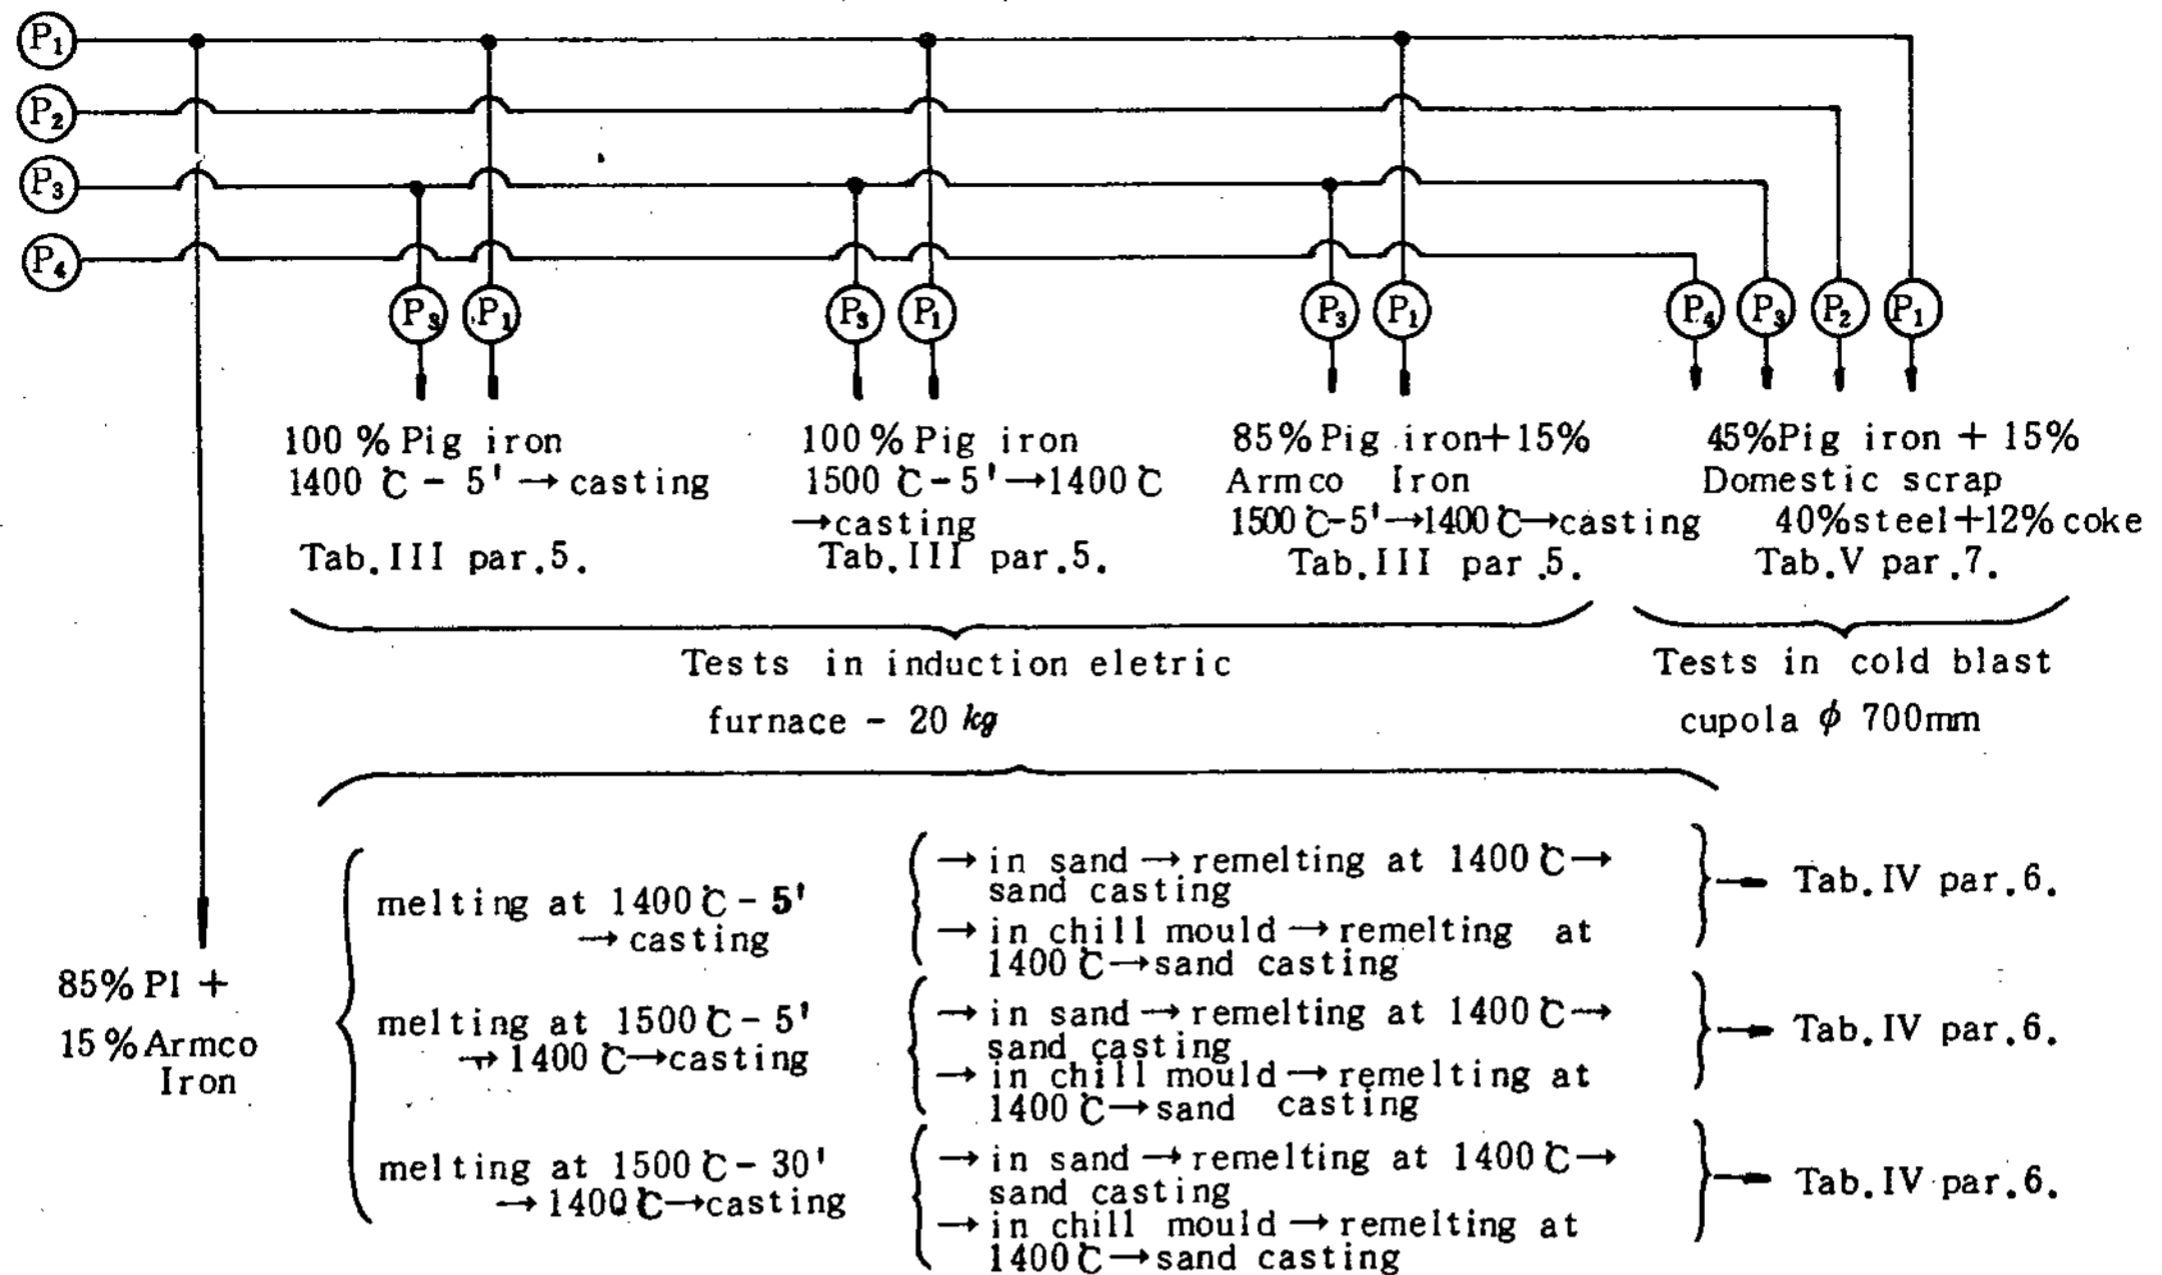 P₁
P₂
P₃
P₄
P₃ P₁ P₃ P₁ P₃ P₁ P₄ P₃ P₂ P₁
100 % Pig iron
1400 ℃ - 5' → casting
Tab.III par.5.
100 % Pig iron
1500 ℃-5'→1400 ℃
→casting
Tab.III par.5.
85% Pig iron+15%
Armco Iron
1500 ℃-5'→1400 ℃→casting
Tab.III par.5.
45%Pig iron + 15%
Domestic scrap
40%steel+12% coke
Tab.V par.7.
Tests in induction eletric
furnace - 20 kg
Tests in cold blast
cupola ϕ 700mm
85% P1 +
15 % Armco
Iron
melting at 1400 ℃ - 5'
→ casting
→ in sand → remelting at 1400 ℃→
sand casting
→ in chill mould → remelting at
1400 ℃→sand casting
Tab.IV par.6.
melting at 1500 ℃ - 5'
→ 1400 ℃→casting
→ in sand → remelting at 1400 ℃→
sand casting
→ in chill mould → remelting at
1400 ℃→sand casting
Tab.IV par.6.
melting at 1500 ℃ - 30'
→ 1400 ℃→casting
→ in sand → remelting at 1400 ℃→
sand casting
→ in chill mould → remelting at
1400 ℃→sand casting
Tab.IV par.6.